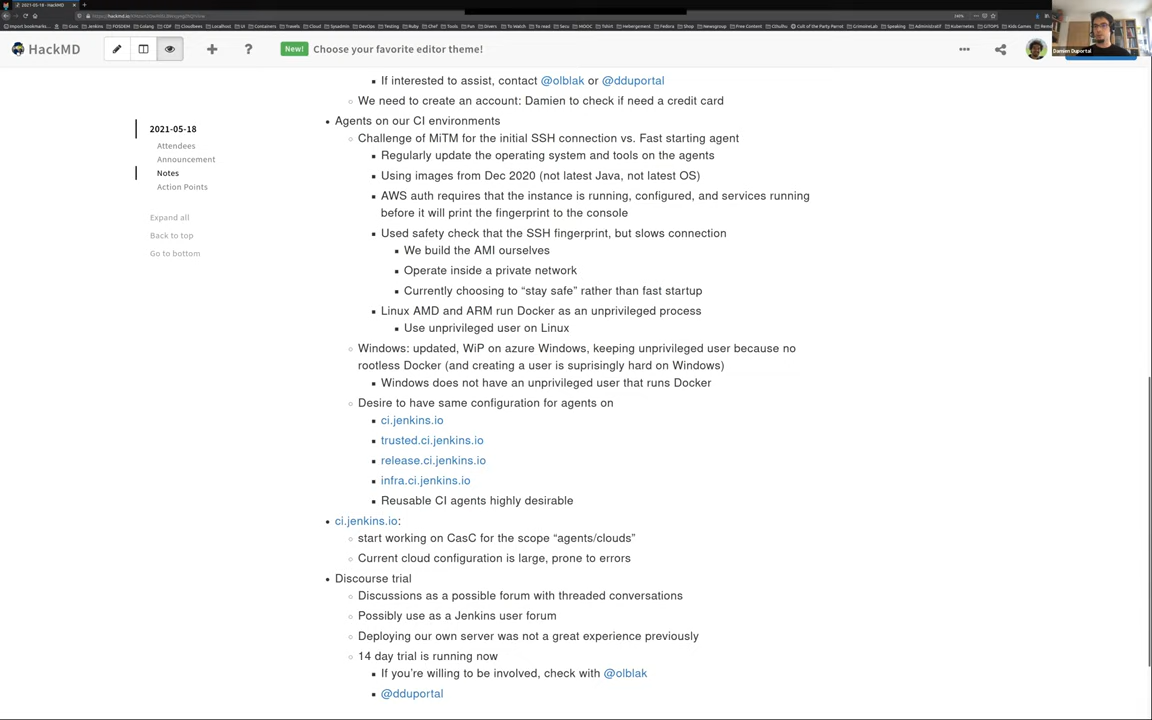 2021-05-18 - HackMD
HackMD
New!
Choose your favorite editor theme!
Damien Duportal
If interested to assist, contact @olblak or @dduportal
We need to create an account: Damien to check if need a credit card
2021-05-18
Attendees
Announcement
Notes
Action Points
Expand all
Back to top
Go to bottom
Agents on our CI environments
Challenge of MiTM for the initial SSH connection vs. Fast starting agent
Regularly update the operating system and tools on the agents
Using images from Dec 2020 (not latest Java, not latest OS)
AWS auth requires that the instance is running, configured, and services running
before it will print the fingerprint to the console
Used safety check that the SSH fingerprint, but slows connection
We build the AMI ourselves
Operate inside a private network
Currently choosing to “stay safe” rather than fast startup
Linux AMD and ARM run Docker as an unprivileged process
Use unprivileged user on Linux
Windows: updated, WiP on azure Windows, keeping unprivileged user because no
rootless Docker (and creating a user is suprisingly hard on Windows)
Windows does not have an unprivileged user that runs Docker
Desire to have same configuration for agents on
ci.jenkins.io
trusted.ci.jenkins.io
release.ci.jenkins.io
infra.ci.jenkins.io
Reusable CI agents highly desirable
ci.jenkins.io:
start working on CasC for the scope “agents/clouds”
Current cloud configuration is large, prone to errors
Discourse trial
Discussions as a possible forum with threaded conversations
Possibly use as a Jenkins user forum
Deploying our own server was not a great experience previously
14 day trial is running now
If you’re willing to be involved, check with @olblak
@dduportal